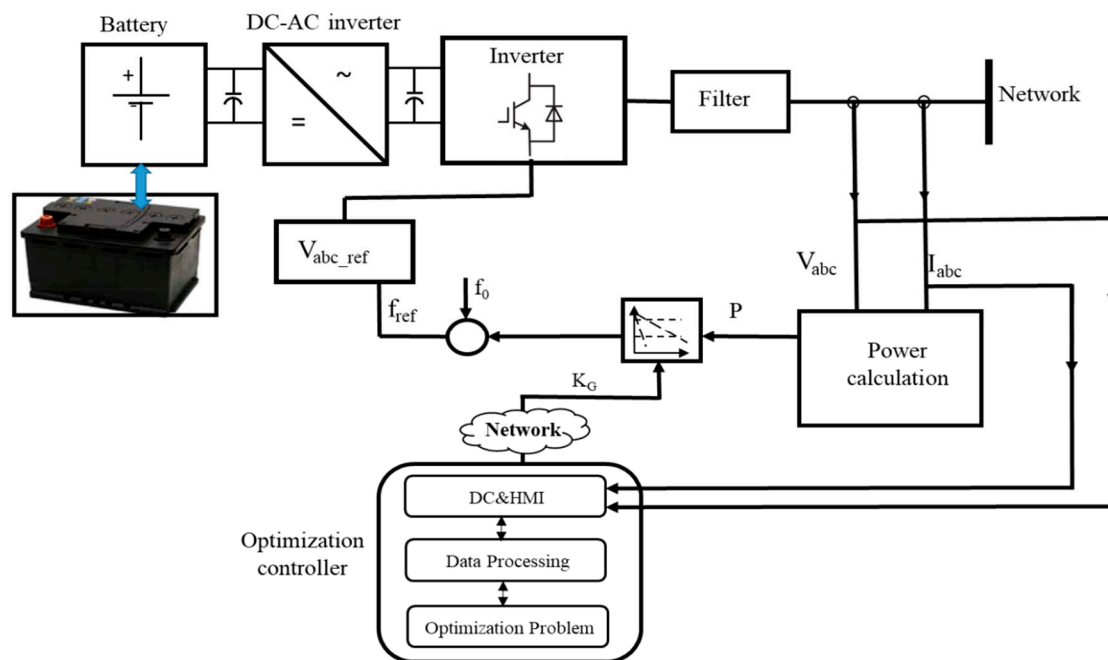 Battery
DC-AC inverter
+
-
~
=
Inverter
Filter
Network
V_abc_ref
f_ref
f_0
P
V_abc
I_abc
Power
calculation
K_G
Network
Optimization
controller
DC&HMI
Data Processing
Optimization Problem